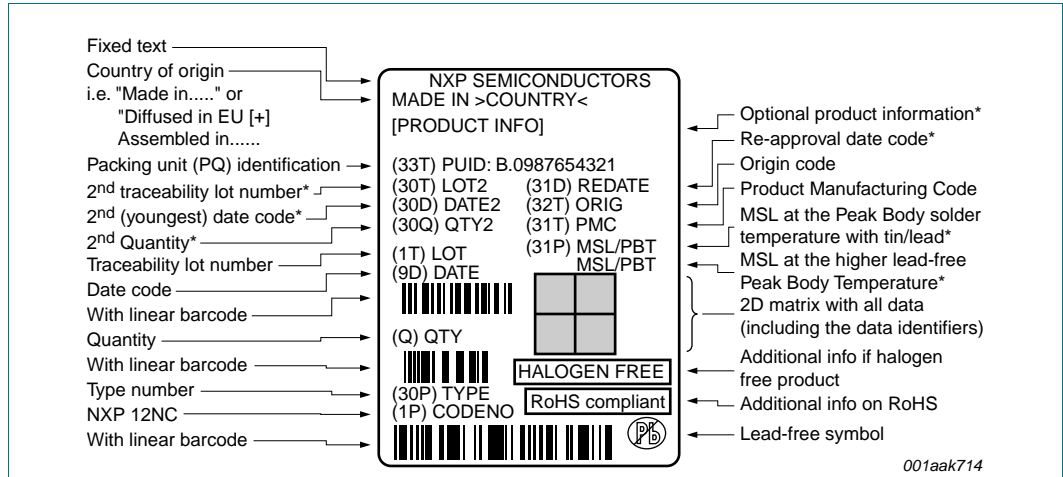 Fixed text
Country of origin
i.e. "Made in....." or
"Diffused in EU [+]
Assembled in......
Packing unit (PQ) identification
2nd traceability lot number*
2nd (youngest) date code*
2nd Quantity*
Traceability lot number
Date code
With linear barcode
Quantity
With linear barcode
Type number
NXP 12NC
With linear barcode
NXP SEMICONDUCTORS
MADE IN >COUNTRY<
[PRODUCT INFO]
(33T) PUID: B.0987654321
(30T) LOT2 (31D) REDATE
(30D) DATE2 (32T) ORIG
(30Q) QTY2 (31T) PMC
(31P) MSL/PBT
(1T) LOT MSL/PBT
(9D) DATE
(Q) QTY
HALOGEN FREE
(30P) TYPE
(1P) CODENO
RoHS compliant
Pb
Optional product information*
Re-approval date code*
Origin code
Product Manufacturing Code
MSL at the Peak Body solder
temperature with tin/lead*
MSL at the higher lead-free
Peak Body Temperature*
2D matrix with all data
(including the data identifiers)
Additional info if halogen
free product
Additional info on RoHS
Lead-free symbol
001aak714